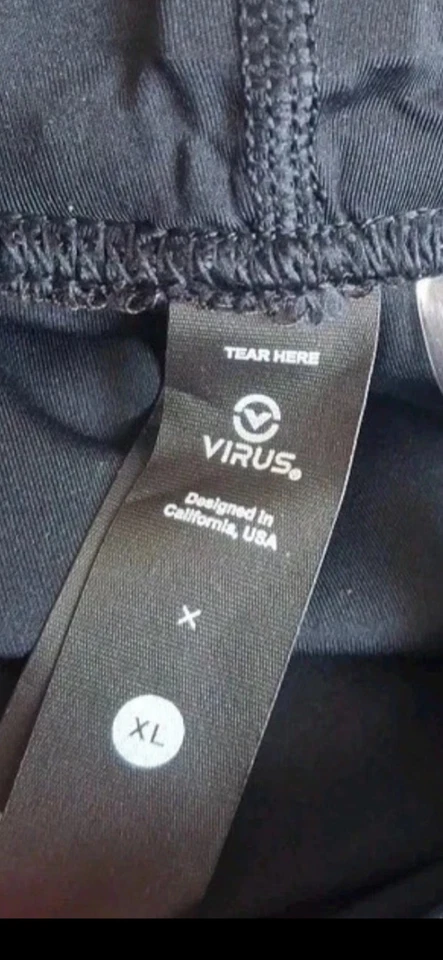 TEAR HERE
VIRUS®
Designed in
California, USA
X
XL